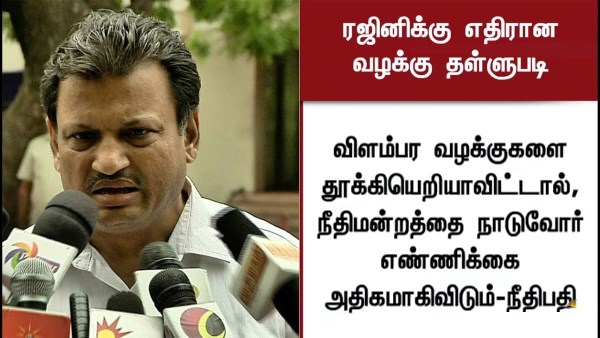 ரஜினிக்கு எதிரான
வழக்கு தள்ளுபடி
விளம்பர வழக்குகளை
தூக்கியெறியாவிட்டால்,
நீதிமன்றத்தை நாடுவோர்
எண்ணிக்கை
அதிகமாகிவிடும்-நீதிபதி